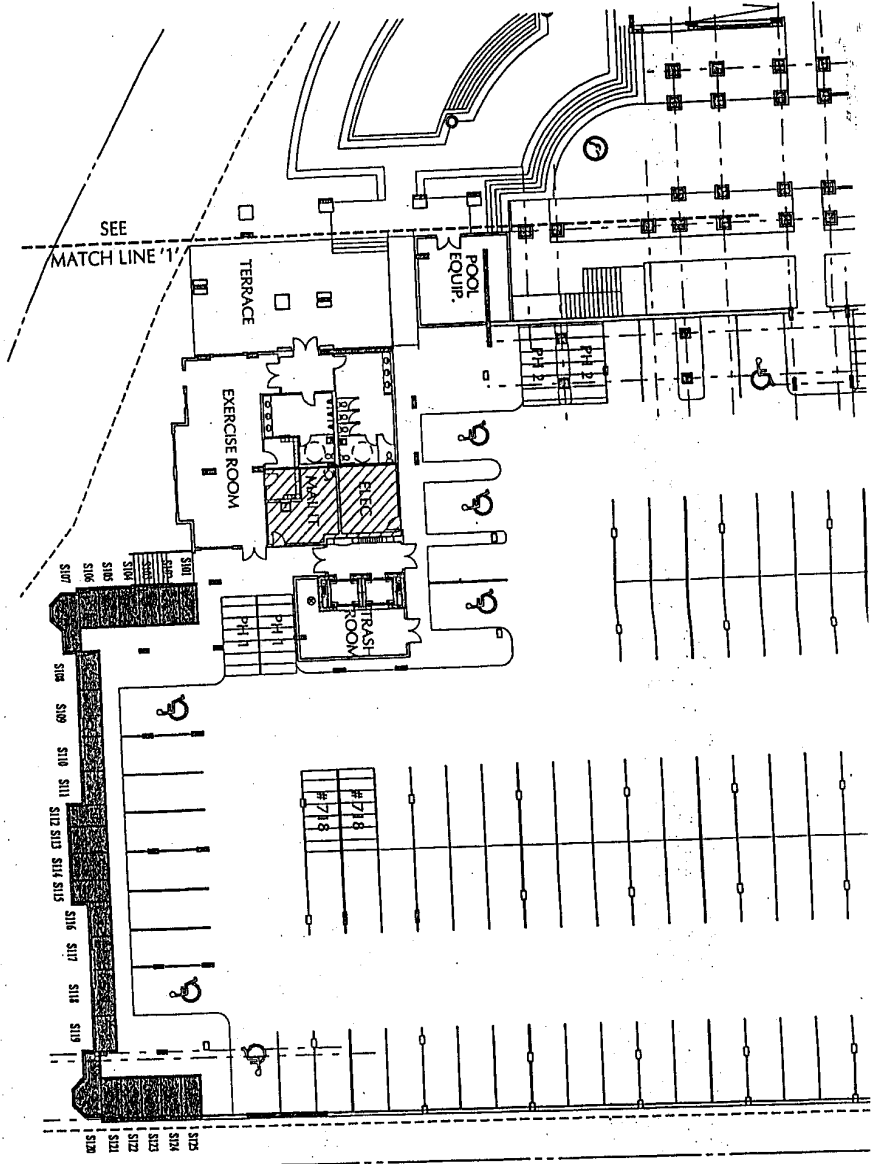 SEE
MATCH LINE '1'
TERRACE
POOL
EQUIP.
PH 2
PH 2
EXERCISE ROOM
MAINT
ELEC
TRASH
ROOM
PH 1
PH 1
#718
#718
S101
S102
S103
S104
S105
S106
S107
S108
S109
S110
S111
S112
S113
S114
S115
S116
S117
S118
S119
S120
S121
S122
S123
S124
S125